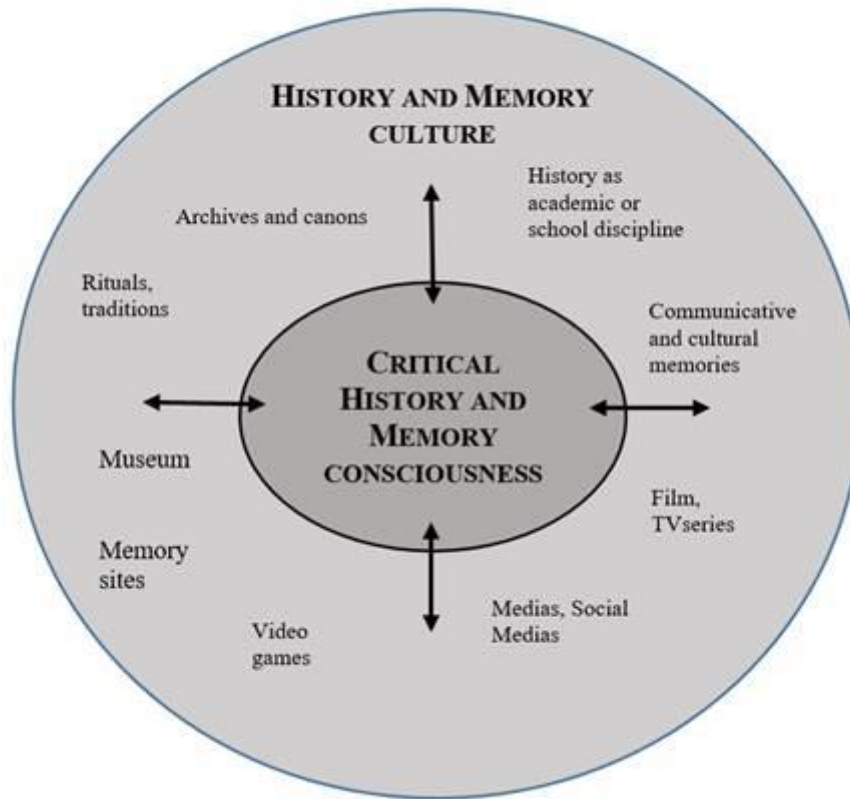 HISTORY AND MEMORY
CULTURE
Archives and canons
History as
academic or
school discipline
Rituals,
traditions
Communicative
and cultural
memories
CRITICAL
HISTORY AND
MEMORY
CONSCIOUSNESS
Museum
Film,
TVseries
Memory
sites
Medias, Social
Medias
Video
games